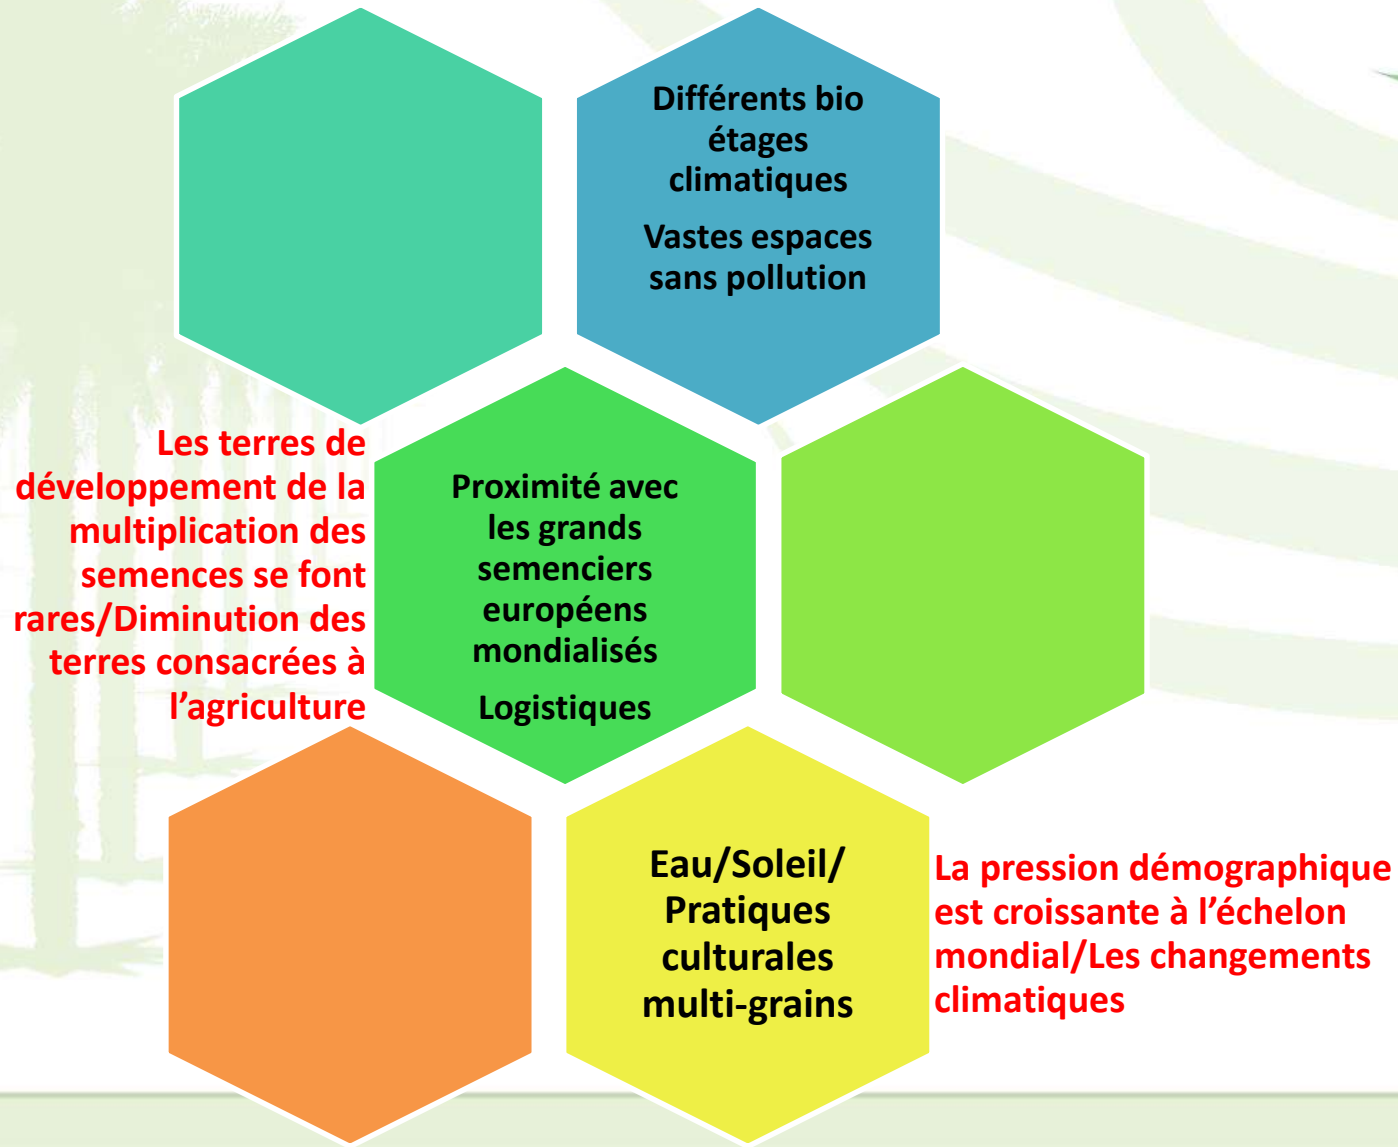 Différents bio
étages
climatiques
Vastes espaces
sans pollution
Les terres de
développement de la
multiplication des
semences se font
rares/Diminution des
terres consacrées à
l’agriculture
Proximité avec
les grands
semenciers
européens
mondialisés
Logistiques
Eau/Soleil/
Pratiques
culturales
multi-grains
La pression démographique
est croissante à l’échelon
mondial/Les changements
climatiques